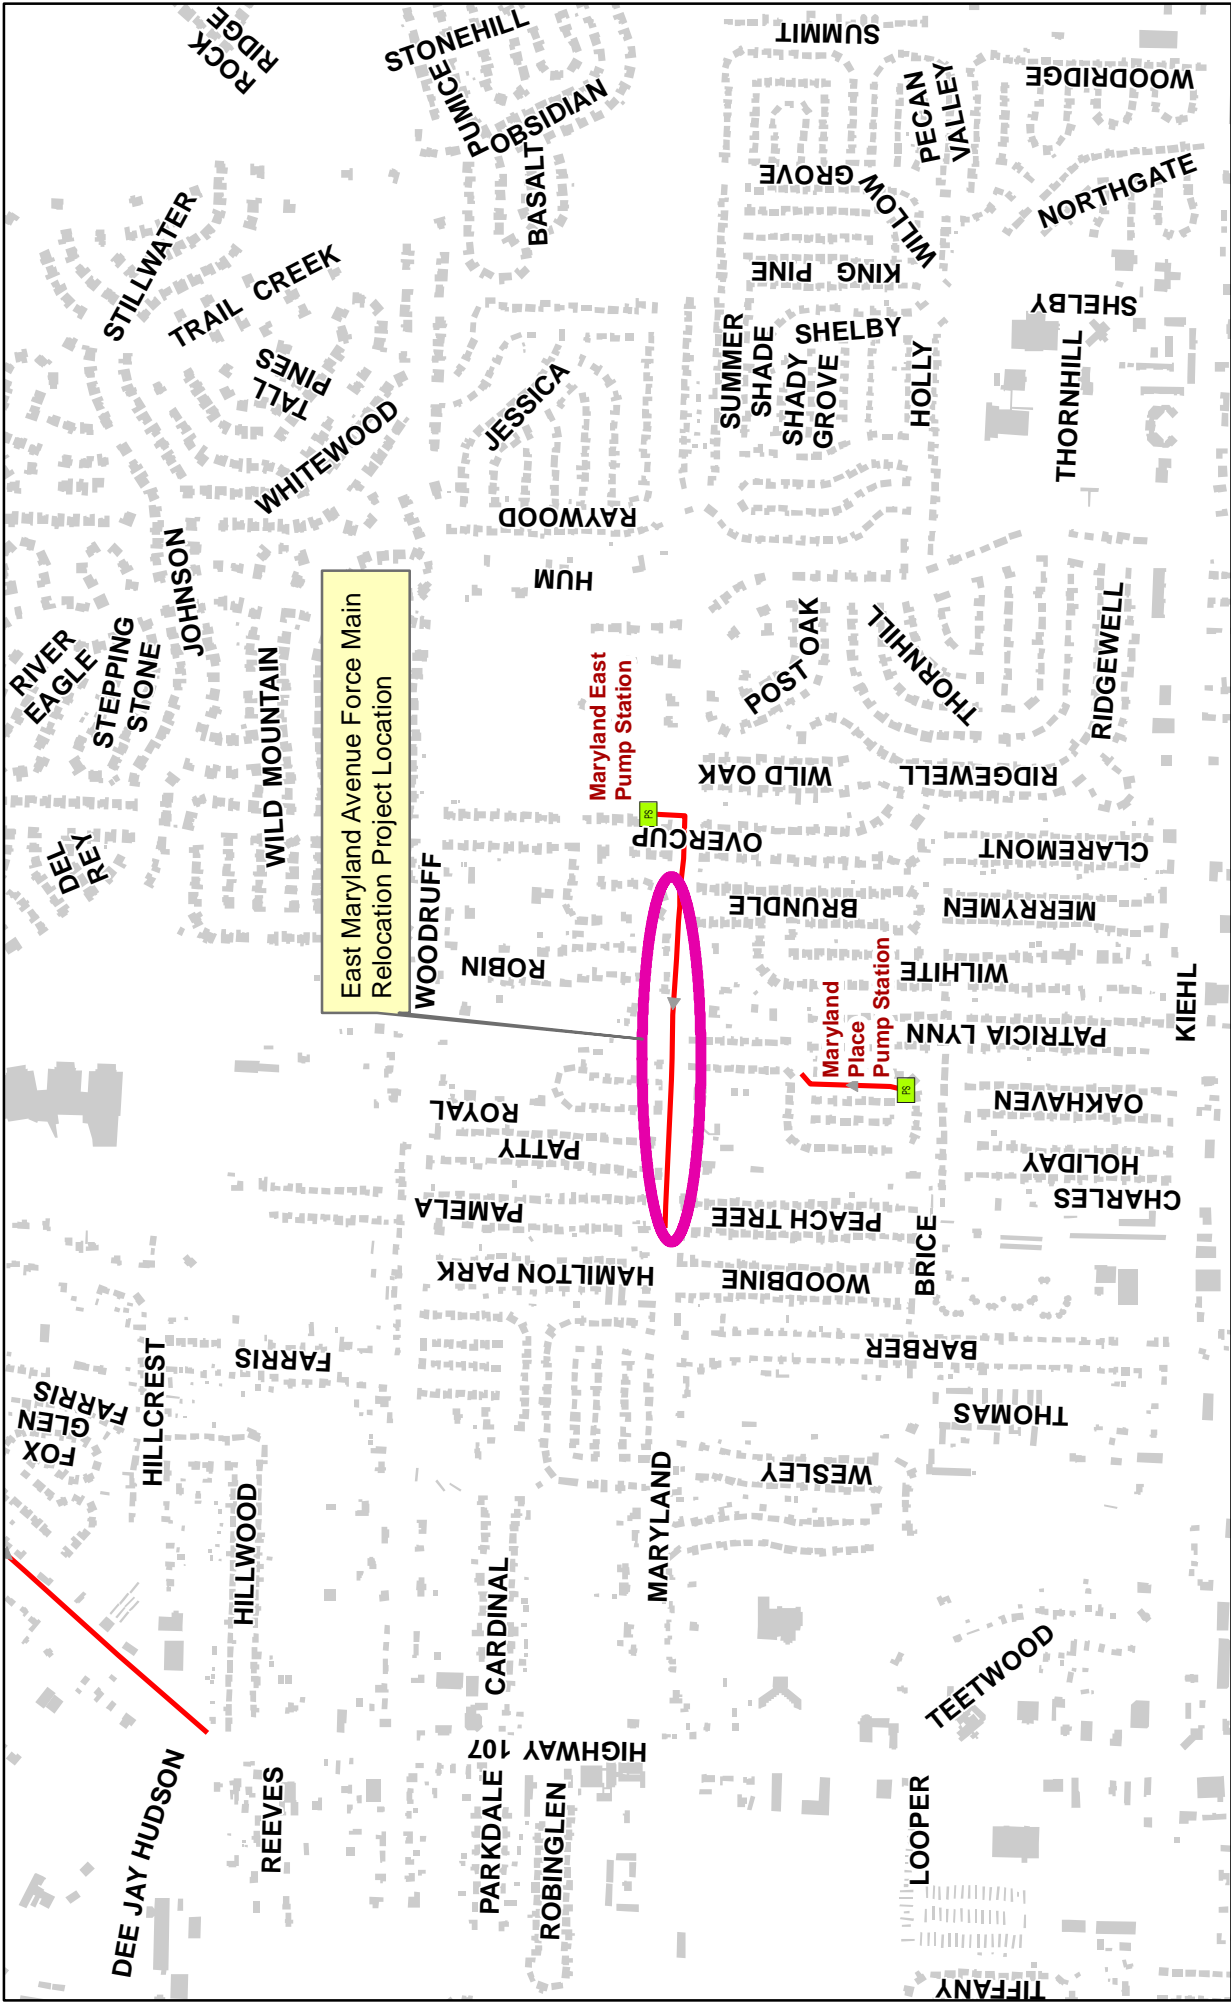 ROCK
RIDGE
STONEHILL
PUMICE
OBSIDIAN
BASALT
SUMMIT
WOODRIDGE
PECAN
VALLEY
GROVE
WILLOW
NORTHGATE
KING PINE
STILLWATER
TRAIL CREEK
TALL
PINES
WHITEWOOD
JESSICA
RAYWOOD
HUM
SUMMER
SHADE
SHADY
GROVE
SHELBY
HOLLY
SHELBY
THORNHILL
JOHNSON
RIVER
EAGLE
STEPPING
STONE
WILD MOUNTAIN
DEL
REY
East Maryland Avenue Force Main
Relocation Project Location
Maryland East
Pump Station
PS
POST OAK
THORNHILL
RIDGEWELL
WILD OAK
RIDGEWELL
OVERCUP
CLAREMONT
WOODRUFF
ROBIN
BRUNDLE
MERRYMEN
WILHITE
Maryland
Place
Pump Station
PS
PATRICIA LYNN
KIEHL
OAKHAVEN
HOLIDAY
CHARLES
ROYAL
PATTY
PAMELA
HAMILTON PARK
PEACH TREE
WOODBINE
BRICE
BARBER
THOMAS
WESLEY
FARRIS
HILLCREST
FARRIS
GLEN
FOX
HILLWOOD
CARDINAL
MARYLAND
TEETWOOD
HIGHWAY 107
DEE JAY HUDSON
REEVES
PARKDALE
ROBINGLEN
LOOPER
TIFFANY